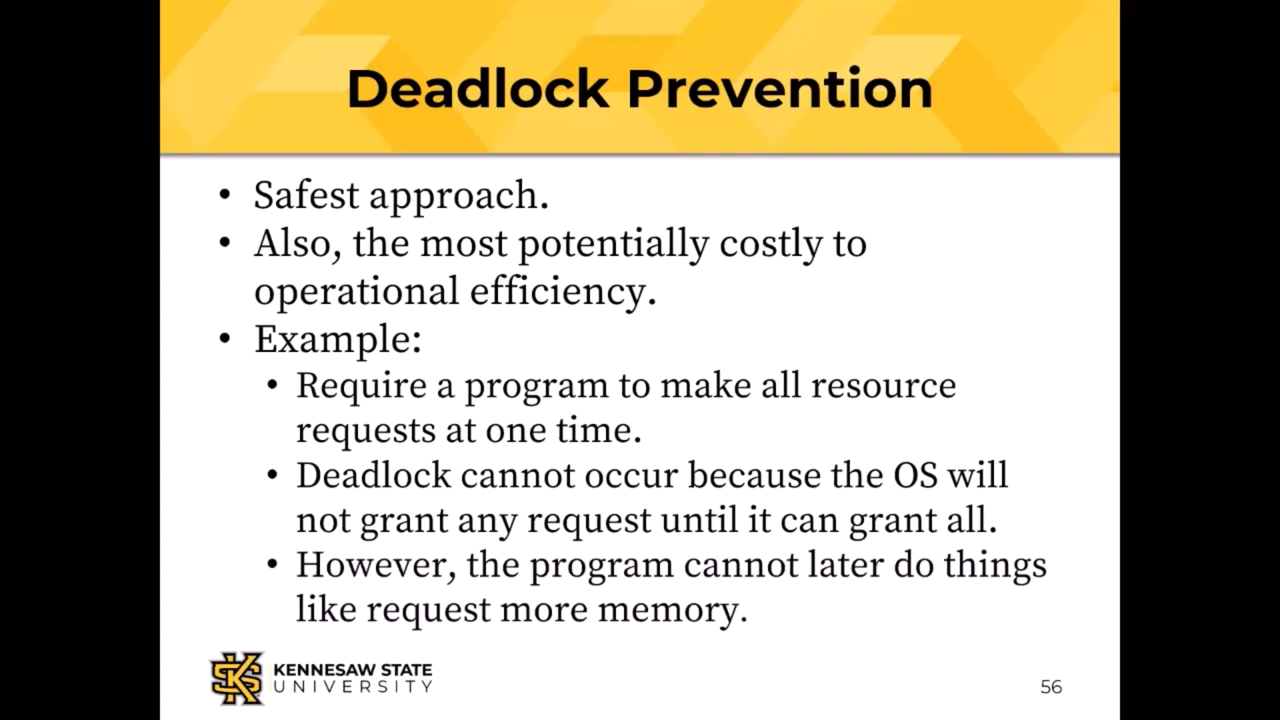 Deadlock Prevention
• Safest approach.
• Also, the most potentially costly to
operational efficiency.
• Example:
• Require a program to make all resource
requests at one time.
• Deadlock cannot occur because the OS will
not grant any request until it can grant all.
• However, the program cannot later do things
like request more memory.
KENNESAW STATE
UNIVERSITY
56